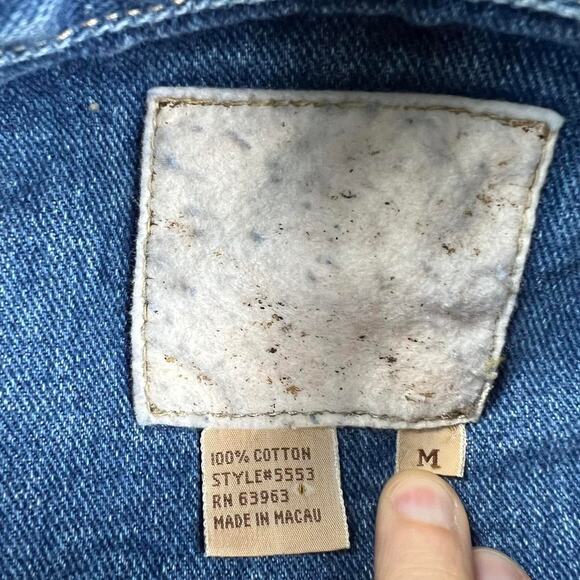 100% COTTON
STYLE#5553
RN 63963
MADE IN MACAU
M